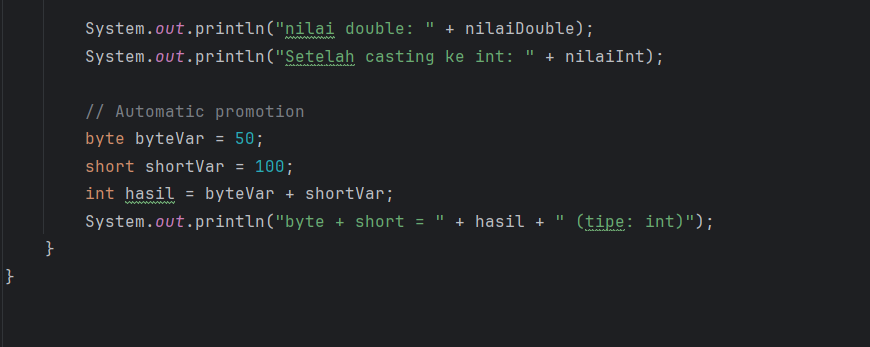 System.out.println("nilai double: " + nilaiDouble);
System.out.println("Setelah casting ke int: " + nilaiInt);
// Automatic promotion
byte byteVar = 50;
short shortVar = 100;
int hasil = byteVar + shortVar;
System.out.println("byte + short = " + hasil + " (tipe: int)");
}
}